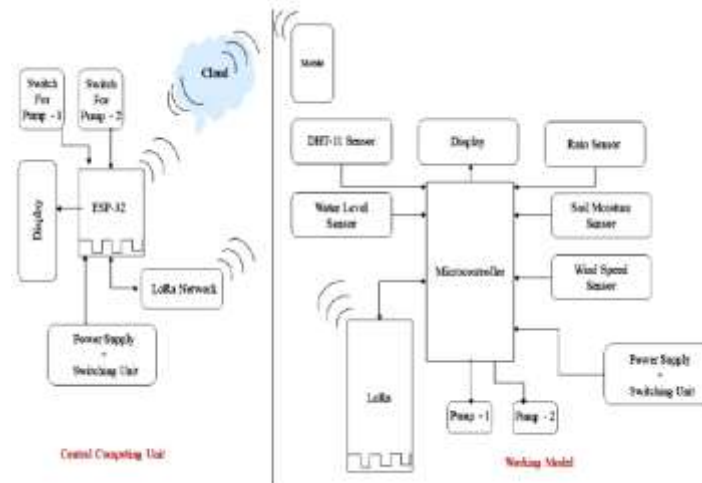 Switch
For
Pump - 1
Switch
For
Pump - 2
Cloud
Mobile
ESP-32
Display
LoRa Network
Power Supply
+
Switching Unit
Central Computing Unit
DHT-11 Sensor
Display
Rain Sensor
Water Level
Sensor
Soil Moisture
Sensor
Microcontroller
Wind Speed
Sensor
LoRa
Power Supply
+
Switching Unit
Pump - 1
Pump - 2
Working Model